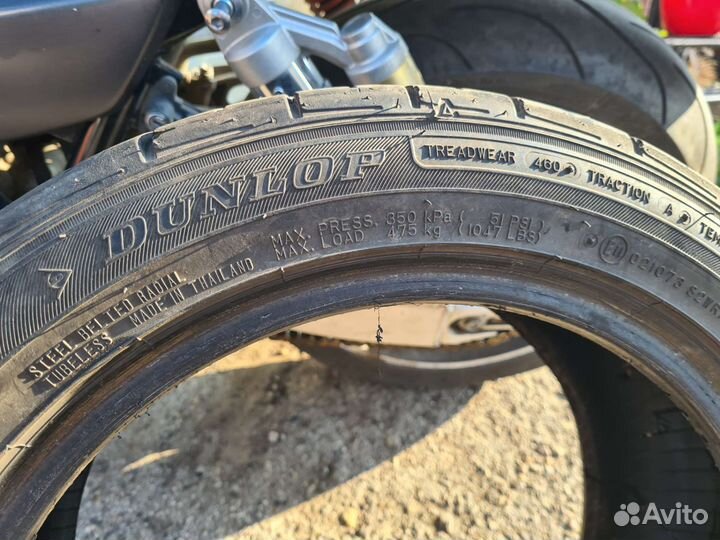 DUNLOP
TREADWEAR 460 TRACTION A
MAX. PRESS. 350 kPa ( 51 PSI )
MAX. LOAD 475 kg (1047 LBS)
STEEL BELTED RADIAL
TUBELESS MADE IN THAILAND
021073
Avito